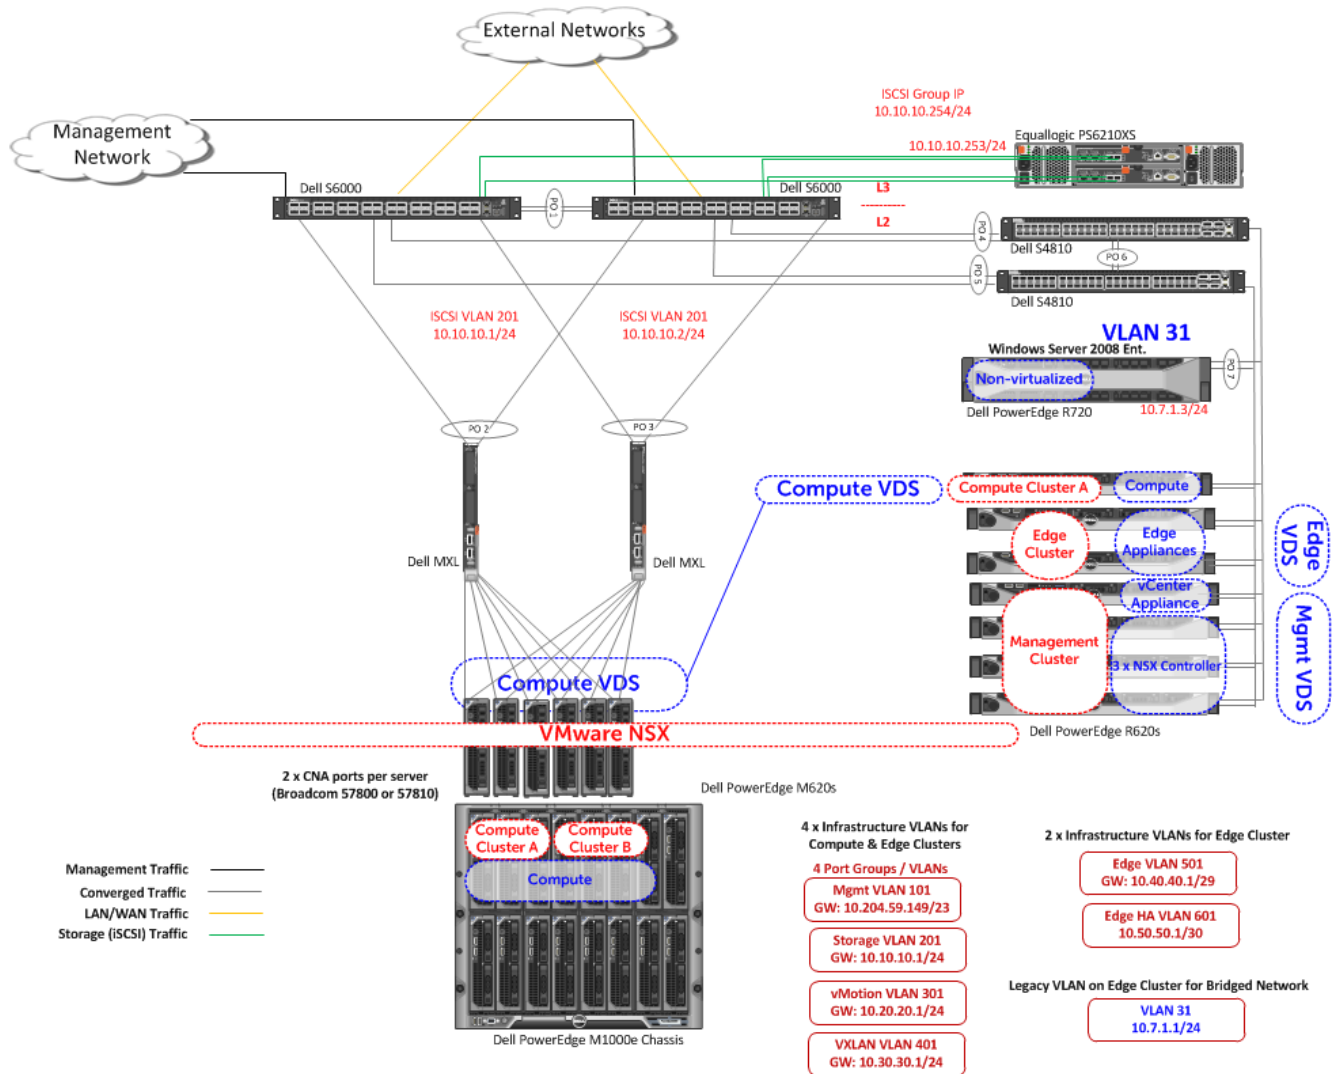 External Networks
ISCSI Group IP
10.10.10.254/24
Management
Network
Equallogic PS6210XS
10.10.10.253/24
Dell S6000
Dell S6000
L3
PO 1
L2
PO 4
Dell S4810
PO 6
PO 5
Dell S4810
ISCSI VLAN 201
10.10.10.1/24
ISCSI VLAN 201
10.10.10.2/24
VLAN 31
Windows Server 2008 Ent.
Non-virtualized
PO 7
Dell PowerEdge R720
10.7.1.3/24
PO 2
PO 3
Compute VDS
Compute Cluster A
Compute
Edge
Cluster
Edge
Appliances
Edge
VDS
Dell MXL
Dell MXL
vCenter
Appliance
Management
Cluster
3 x NSX Controller
Mgmt VDS
Compute VDS
VMware NSX
Dell PowerEdge R620s
2 x CNA ports per server
(Broadcom 57800 or 57810)
Dell PowerEdge M620s
Compute
Cluster A
Compute
Cluster B
Compute
Dell PowerEdge M1000e Chassis
Management Traffic
Converged Traffic
LAN/WAN Traffic
Storage (iSCSI) Traffic
4 x Infrastructure VLANs for
Compute & Edge Clusters
4 Port Groups / VLANs
Mgmt VLAN 101
GW: 10.204.59.149/23
Storage VLAN 201
GW: 10.10.10.1/24
vMotion VLAN 301
GW: 10.20.20.1/24
VXLAN VLAN 401
GW: 10.30.30.1/24
2 x Infrastructure VLANs for Edge Cluster
Edge VLAN 501
GW: 10.40.40.1/29
Edge HA VLAN 601
10.50.50.1/30
Legacy VLAN on Edge Cluster for Bridged Network
VLAN 31
10.7.1.1/24